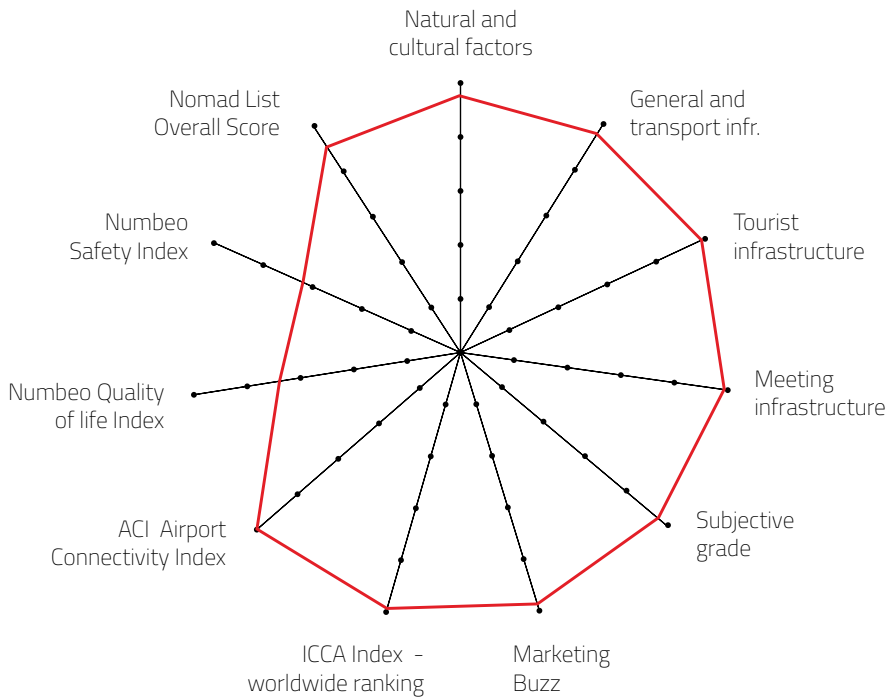 Natural and
cultural factors
General and
transport infr.
Tourist
infrastructure
Meeting
infrastructure
Subjective
grade
Marketing
Buzz
ICCA Index -
worldwide ranking
ACI Airport
Connectivity Index
Numbeo Quality
of life Index
Numbeo
Safety Index
Nomad List
Overall Score